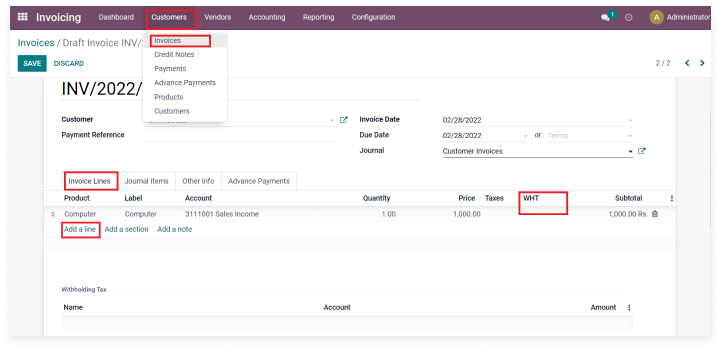 Invoicing Dashboard Customers Vendors Accounting Reporting Configuration 1 A Administrator
Invoices / Draft Invoice INV/
Invoices
Credit Notes
Payments
Advance Payments
Products
Customers
SAVE DISCARD 2 / 2
INV/2022/
Customer
Payment Reference
Invoice Date 02/28/2022
Due Date 02/28/2022 or Terms
Journal Customer Invoices
Invoice Lines Journal Items Other Info Advance Payments
Product Label Account Quantity Price Taxes WHT Subtotal
Computer Computer 3111001 Sales Income 1.00 1,000.00 1,000.00 Rs.
Add a line Add a section Add a note
Withholding Tax
Name Account Amount